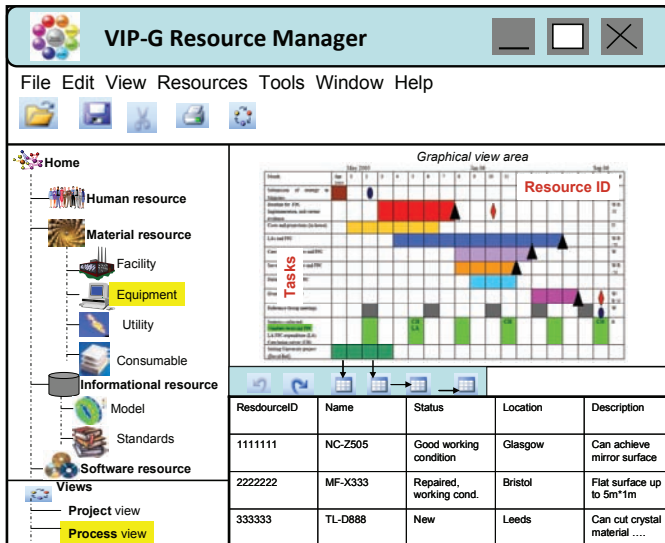 VIP-G Resource Manager
File Edit View Resources Tools Window Help
Home
Human resource
Material resource
Facility
Equipment
Utility
Consumable
Informational resource
Model
Standards
Software resource
Views
Project view
Process view
Graphical view area
Resource ID
Tasks
ResdourceID Name Status Location Description
1111111 NC-Z505 Good working Glasgow Can achieve
condition mirror surface
2222222 MF-X333 Repaired, Bristol Flat surface up
working cond. to 5m*1m
333333 TL-D888 New Leeds Can cut crystal
material ....